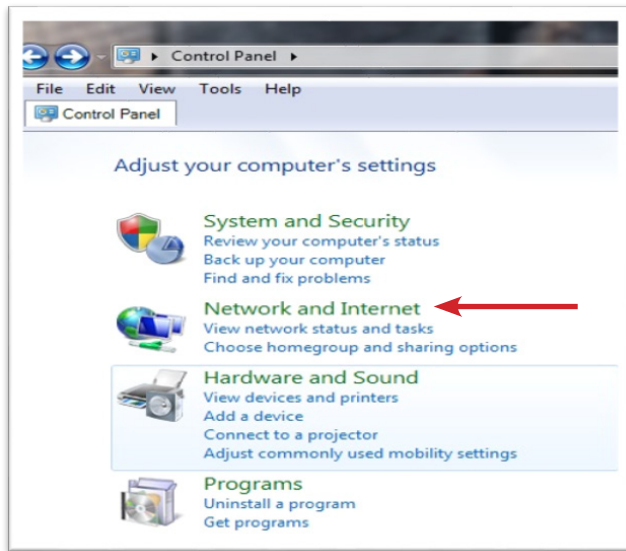 Control Panel
File Edit View Tools Help
Control Panel
Adjust your computer's settings
System and Security
Review your computer's status
Back up your computer
Find and fix problems
Network and Internet
View network status and tasks
Choose homegroup and sharing options
Hardware and Sound
View devices and printers
Add a device
Connect to a projector
Adjust commonly used mobility settings
Programs
Uninstall a program
Get programs